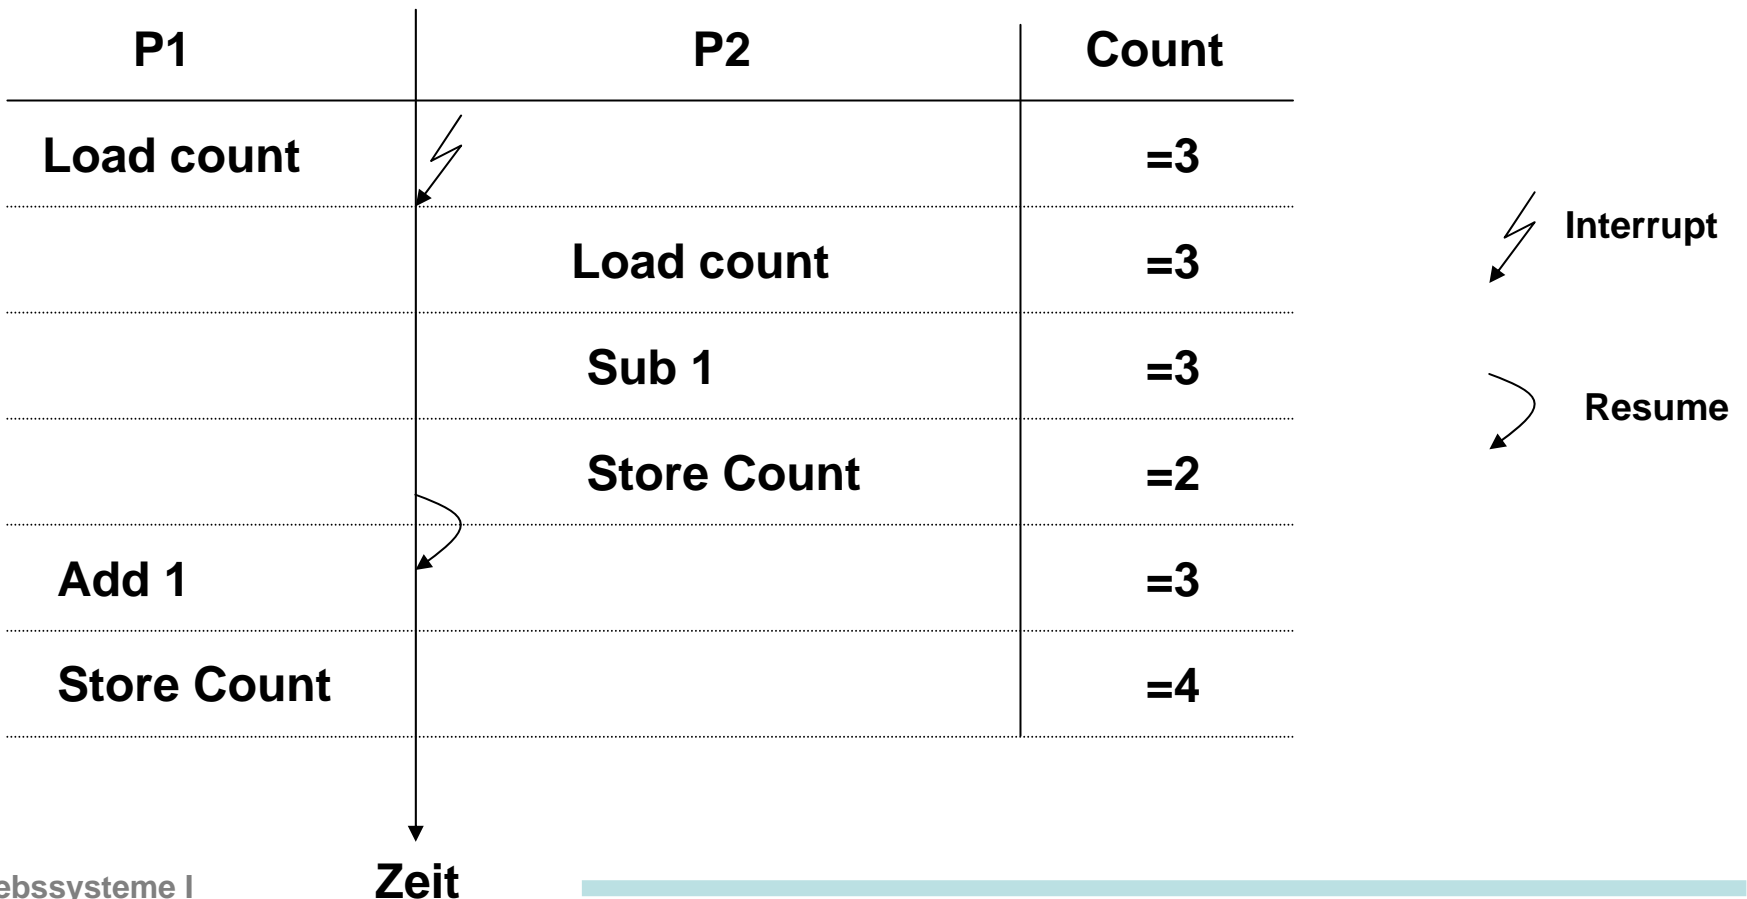 P1 P2 Count
Load count =3
Interrupt
Load count =3
Sub 1 =3
Resume
Store Count =2
Add 1 =3
Store Count =4
Zeit
ebssysteme I